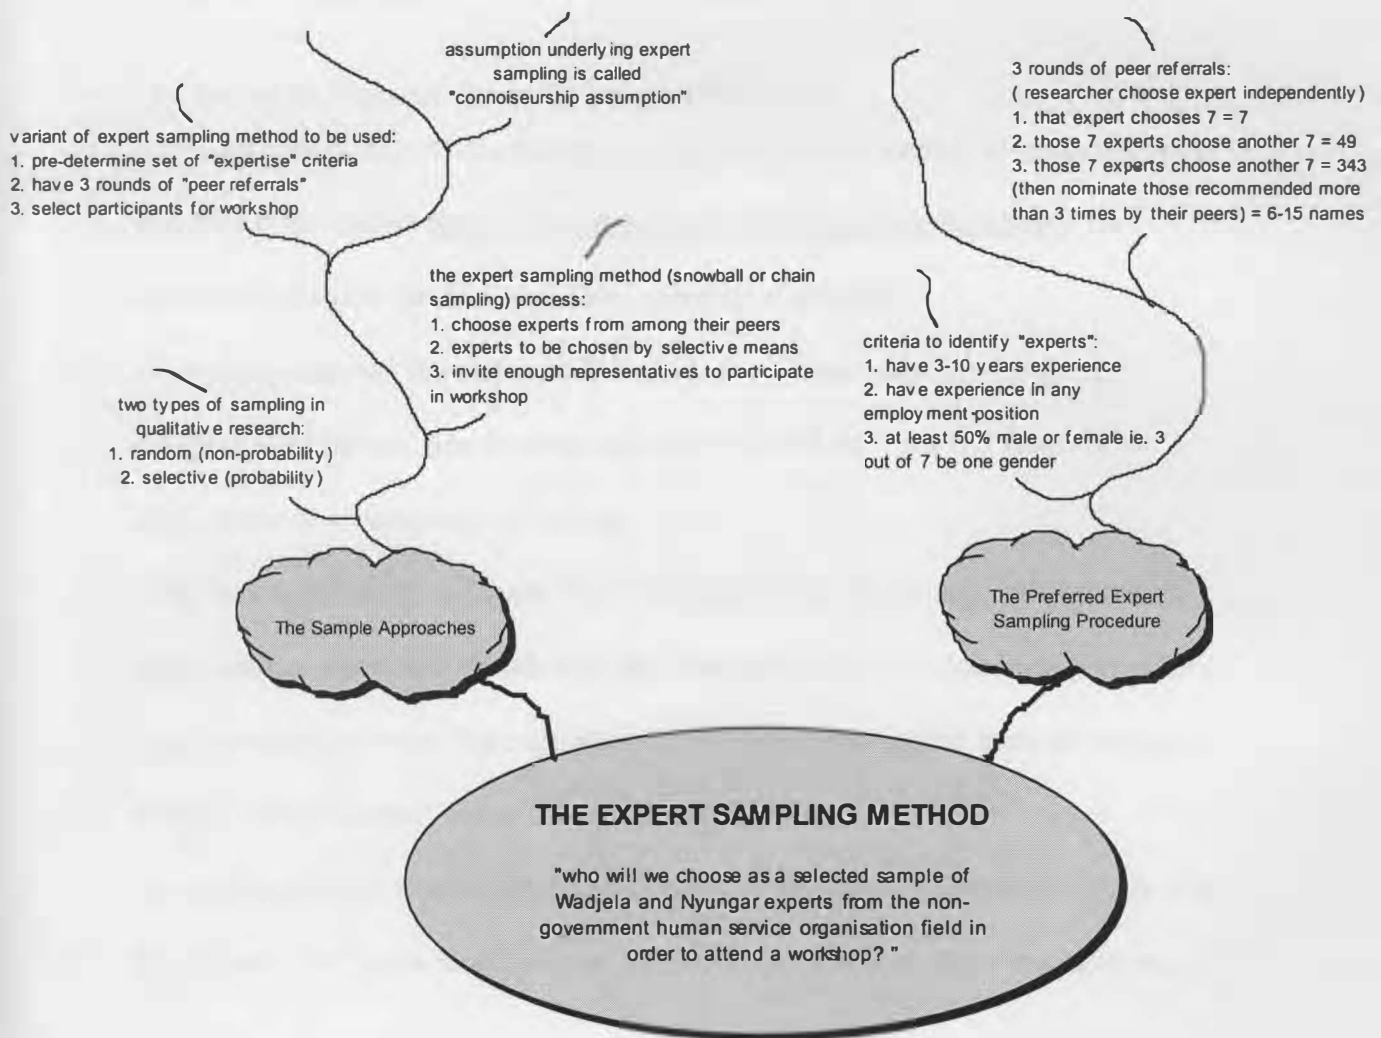 assumption underlying expert
sampling is called
"connoiseurship assumption"
variant of expert sampling method to be used:
1. pre-determine set of "expertise" criteria
2. have 3 rounds of "peer referrals"
3. select participants for workshop
the expert sampling method (snowball or chain
sampling) process:
1. choose experts from among their peers
2. experts to be chosen by selective means
3. invite enough representatives to participate
in workshop
two types of sampling in
qualitative research:
1. random (non-probability)
2. selective (probability)
The Sample Approaches
3 rounds of peer referrals:
( researcher choose expert independently)
1. that expert chooses 7 = 7
2. those 7 experts choose another 7 = 49
3. those 7 experts choose another 7 = 343
(then nominate those recommended more
than 3 times by their peers) = 6-15 names
criteria to identify "experts":
1. have 3-10 years experience
2. have experience in any
employment-position
3. at least 50% male or female ie. 3
out of 7 be one gender
The Preferred Expert
Sampling Procedure
THE EXPERT SAMPLING METHOD
"who will we choose as a selected sample of
Wadjela and Nyungar experts from the non-
government human service organisation field in
order to attend a workshop? "